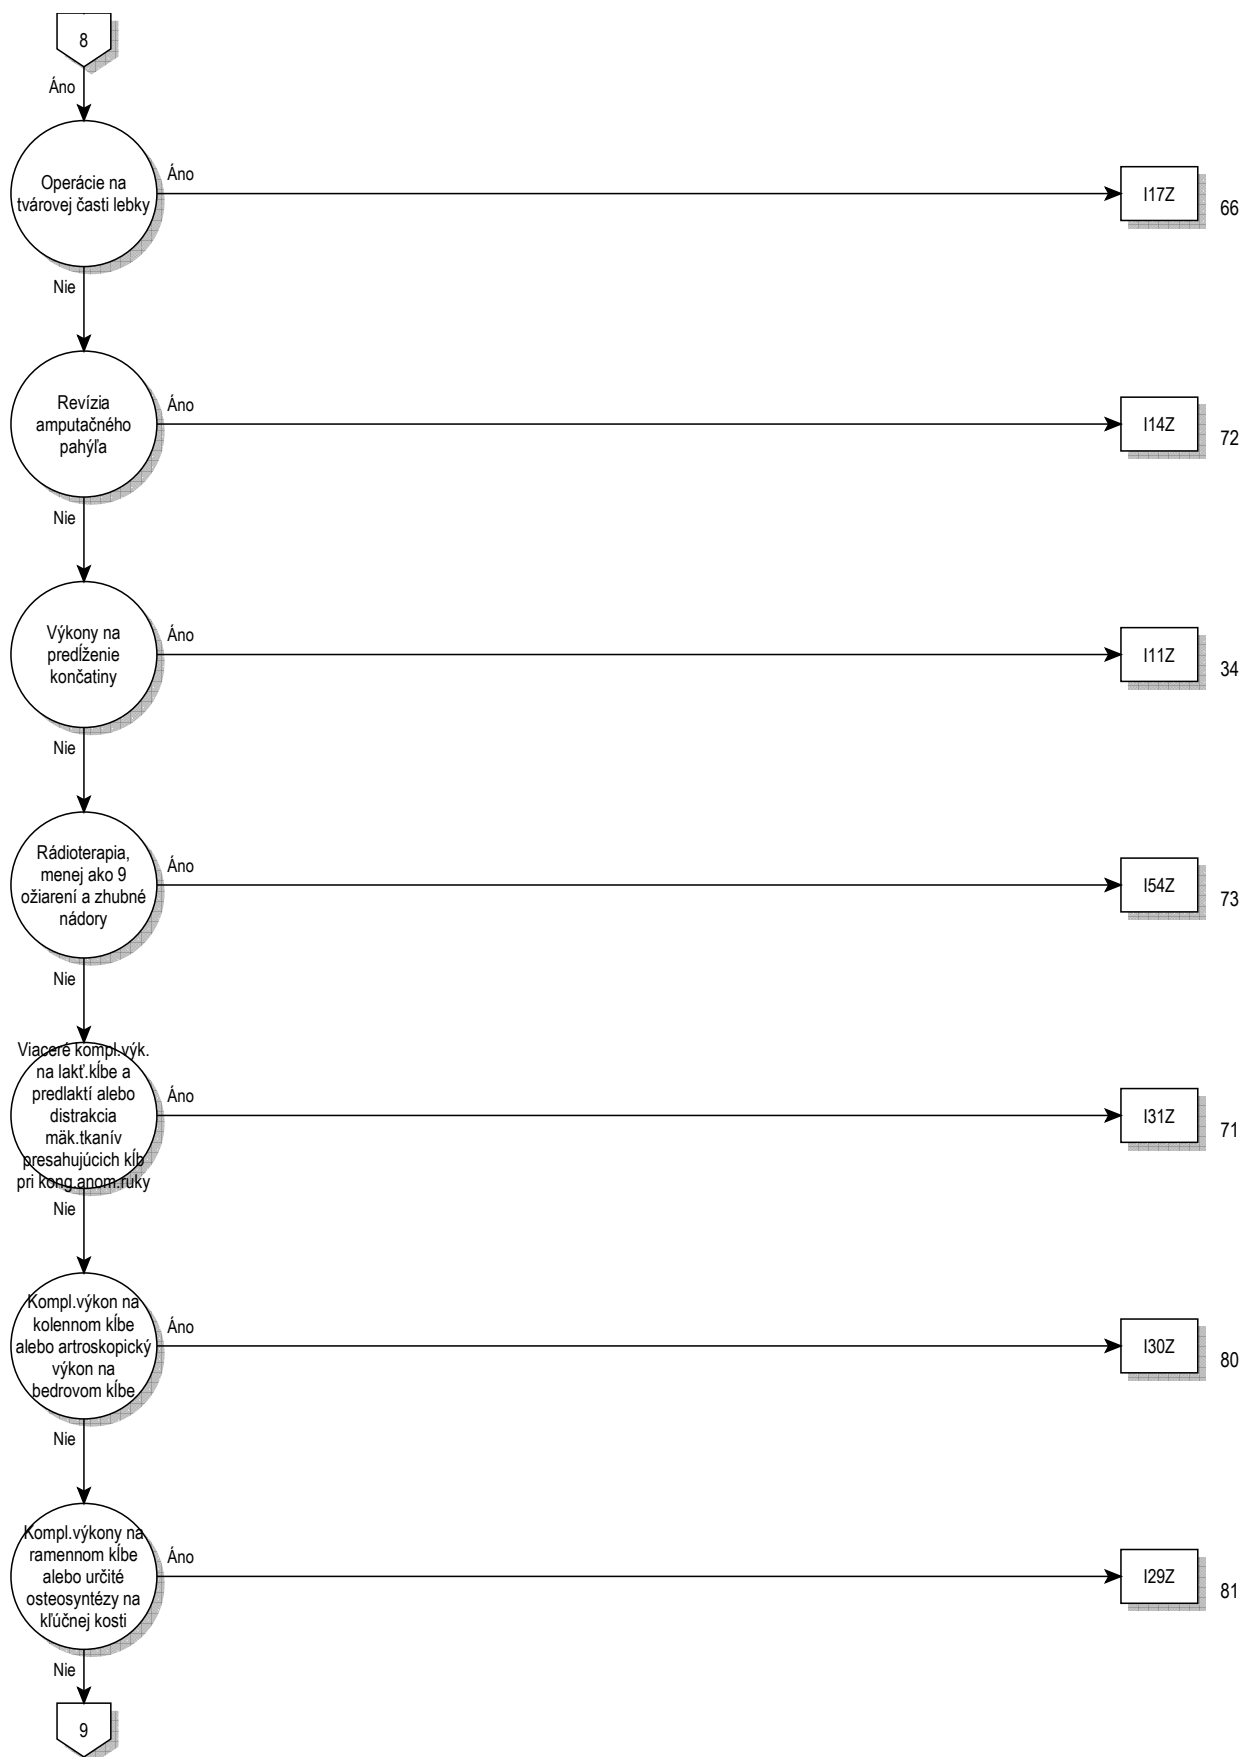 8
Áno
Operácie na
tvárovej časti lebky
Áno
I17Z
66
Nie
Revízia
amputačného
pahýľa
Áno
I14Z
72
Nie
Výkony na
predĺženie
končatiny
Áno
I11Z
34
Nie
Rádioterapia,
menej ako 9
ožiarení a zhubné
nádory
Áno
I54Z
73
Nie
Viaceré kompl.výk.
na lakť.kĺbe a
predlaktí alebo
distrakcia
mäk.tkanív
presahujúcich kĺb
pri kong.anom.ruky
Áno
I31Z
71
Nie
Kompl.výkon na
kolennom kĺbe
alebo artroskopický
výkon na
bedrovom kĺbe
Áno
I30Z
80
Nie
Kompl.výkony na
ramennom kĺbe
alebo určité
osteosyntézy na
kľúčnej kosti
Áno
I29Z
81
Nie
9